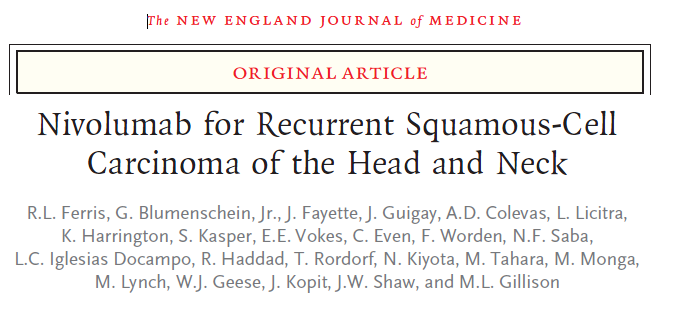 The NEW ENGLAND JOURNAL of MEDICINE
ORIGINAL ARTICLE
Nivolumab for Recurrent Squamous-Cell
Carcinoma of the Head and Neck
R.L. Ferris, G. Blumenschein, Jr., J. Fayette, J. Guigay, A.D. Colevas, L. Licitra,
K. Harrington, S. Kasper, E.E. Vokes, C. Even, F. Worden, N.F. Saba,
L.C. Iglesias Docampo, R. Haddad, T. Rordorf, N. Kiyota, M. Tahara, M. Monga,
M. Lynch, W.J. Geese, J. Kopit, J.W. Shaw, and M.L. Gillison